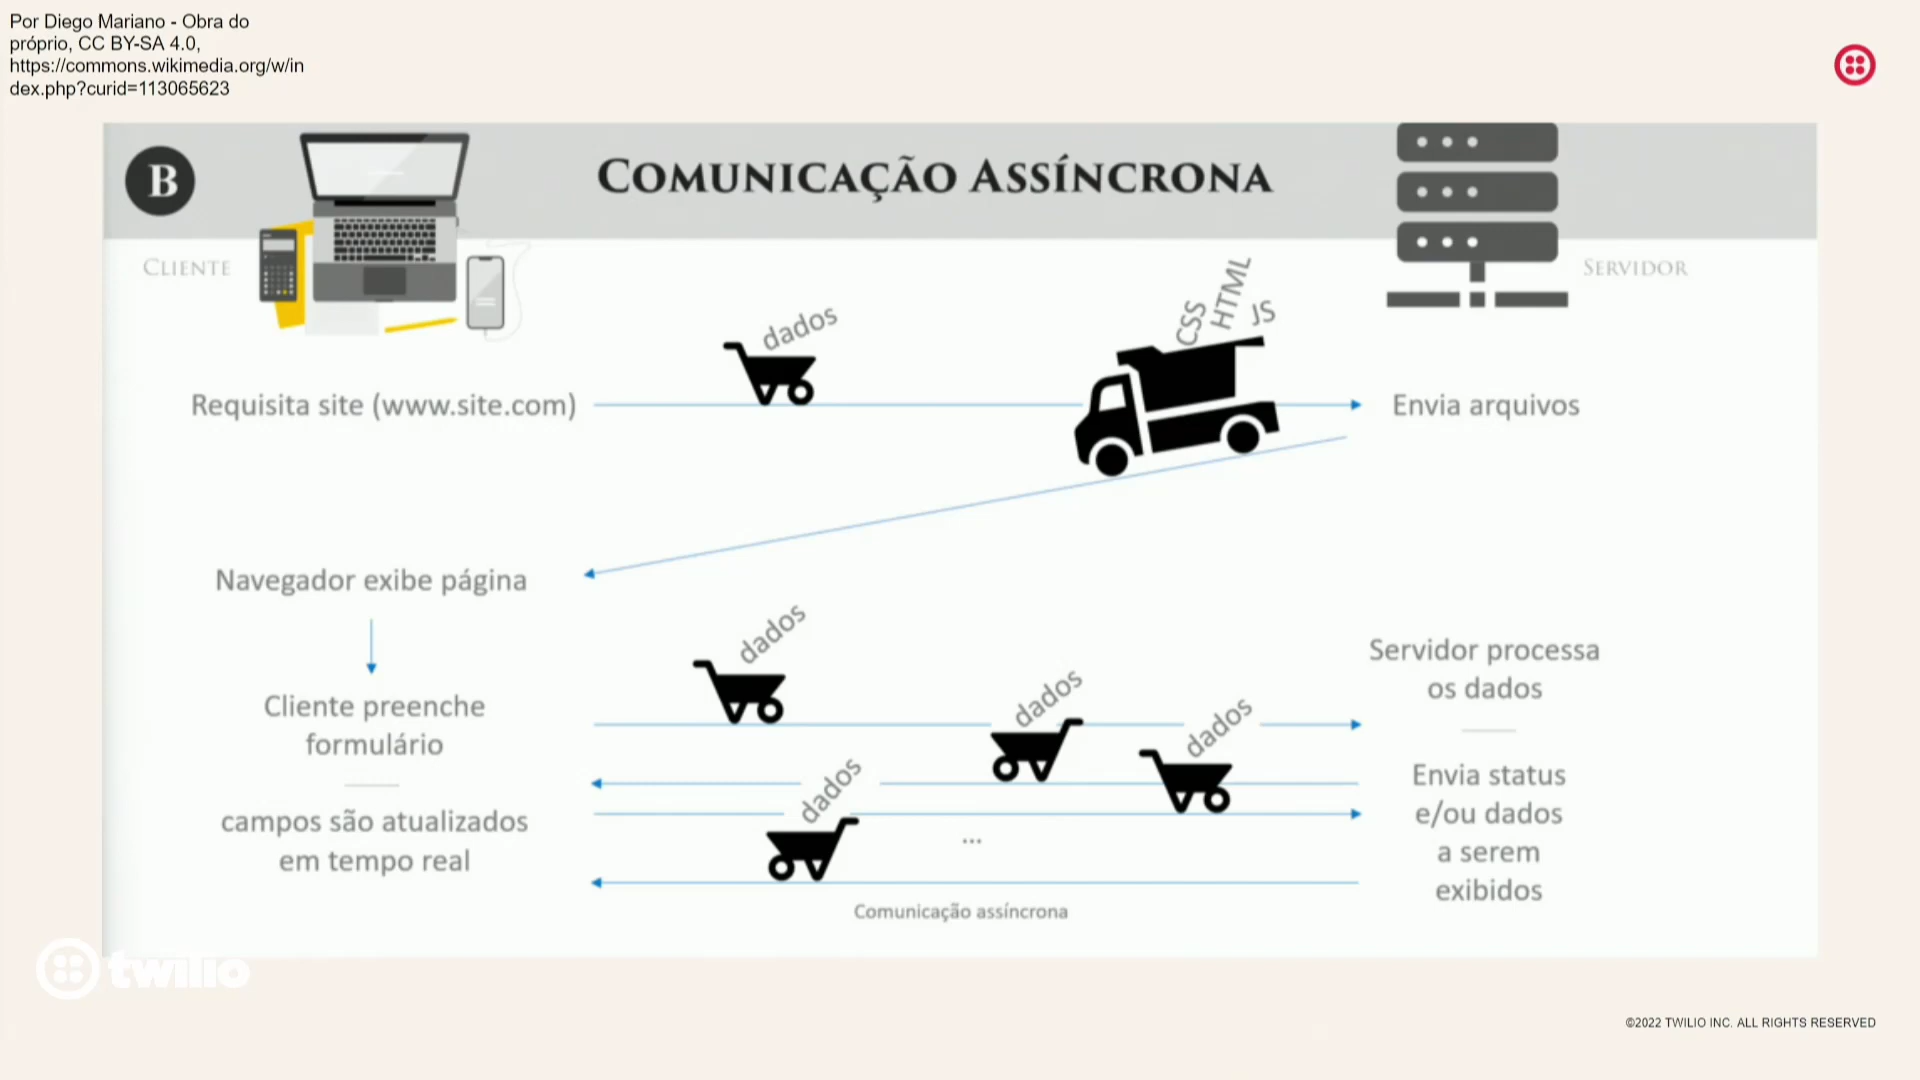 Por Diego Mariano - Obra do
próprio, CC BY-SA 4.0,
https://commons.wikimedia.org/w/in
dex.php?curid=113065623
B
COMUNICAÇÃO ASSÍNCRONA
CLIENTE
SERVIDOR
dados
CSS
HTML
JS
Requisita site (www.site.com)
Envia arquivos
Navegador exibe página
dados
Servidor processa
os dados
dados
Cliente preenche
formulário
dados
dados
Envia status
e/ou dados
a serem
exibidos
campos são atualizados
em tempo real
...
Comunicação assíncrona
twilio
©2022 TWILIO INC. ALL RIGHTS RESERVED